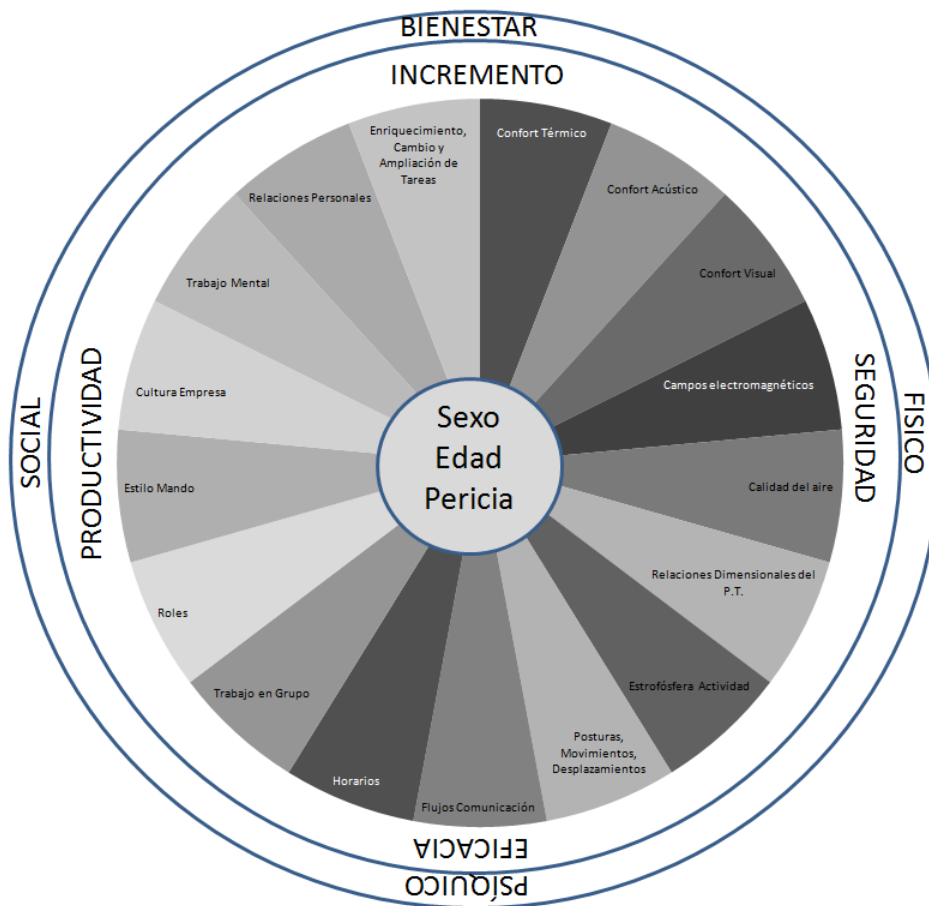 BIENESTAR
INCREMENTO
Enriquecimiento,
Cambio y
Ampliación de
Tareas
Confort Térmico
Confort Acústico
Confort Visual
Campos electromagnéticos
Calidad del aire
Relaciones Dimensionales del
P.T.
Estrofósfera Actividad
Posturas,
Movimientos,
Desplazamientos
Flujos Comunicación
Horarios
Trabajo en Grupo
Roles
Estilo Mando
Cultura Empresa
Trabajo Mental
Relaciones Personales
Sexo
Edad
Pericia
SEGURIDAD
FISICO
EFICACIA
PSÍQUICO
PRODUCTIVIDAD
SOCIAL